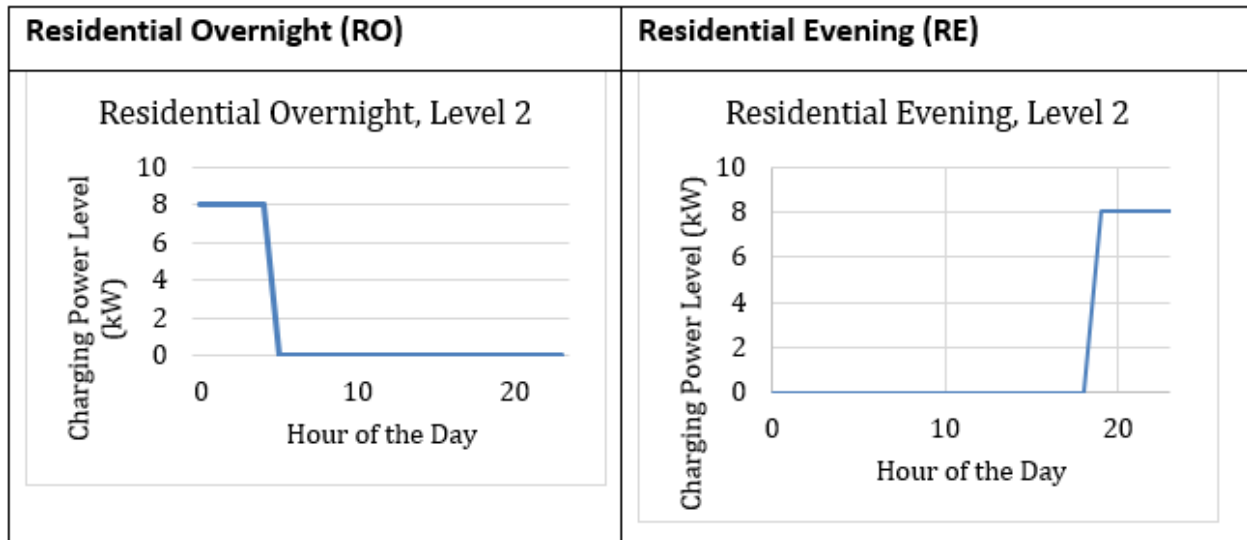 Residential Overnight (RO)
Residential Evening (RE)
Residential Overnight, Level 2
Charging Power Level
(kW)
10
8
6
4
2
0
0
10
20
Hour of the Day
Residential Evening, Level 2
Charging Power Level (kW)
10
8
6
4
2
0
0
10
20
Hour of the Day